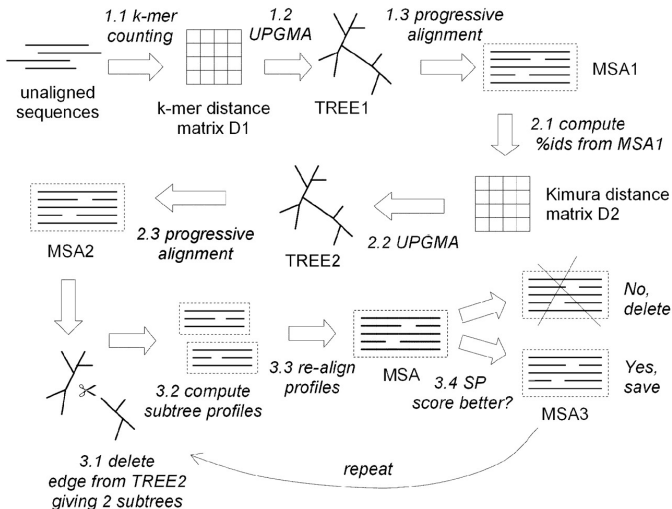 1.1 k-mer
counting
1.2
UPGMA
1.3 progressive
alignment
unaligned
sequences
k-mer distance
matrix D1
TREE1
MSA1
2.1 compute
%ids from MSA1
Kimura distance
matrix D2
2.2 UPGMA
TREE2
2.3 progressive
alignment
MSA2
3.1 delete
edge from TREE2
giving 2 subtrees
3.2 compute
subtree profiles
3.3 re-align
profiles
MSA
3.4 SP
score better?
No,
delete
Yes,
save
MSA3
repeat